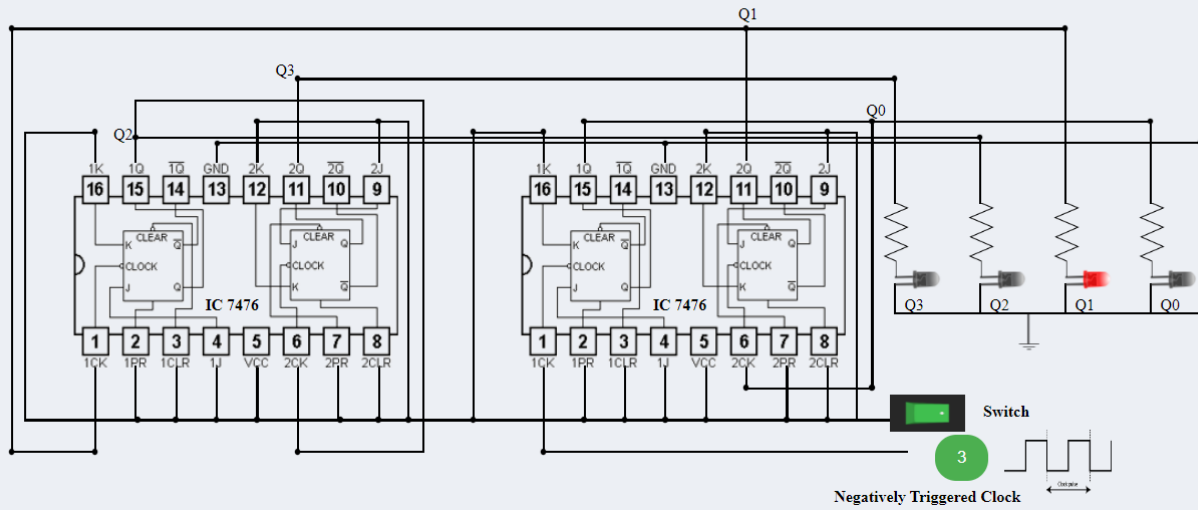 Q1
Q3
Q0
Q2
1K 1Q 1Q GND 2K 2Q 2Q 2J
16 15 14 13 12 11 10 9
CLEAR
K Q
CLOCK
J Q
CLEAR
J Q
CLOCK
K Q
IC 7476
1 2 3 4 5 6 7 8
1CK 1PR 1CLR 1J VCC 2CK 2PR 2CLR
1K 1Q 1Q GND 2K 2Q 2Q 2J
16 15 14 13 12 11 10 9
CLEAR
K Q
CLOCK
J Q
CLEAR
J Q
CLOCK
K Q
IC 7476
1 2 3 4 5 6 7 8
1CK 1PR 1CLR 1J VCC 2CK 2PR 2CLR
Q3 Q2 Q1 Q0
Switch
3
Clock pulse
Negatively Triggered Clock